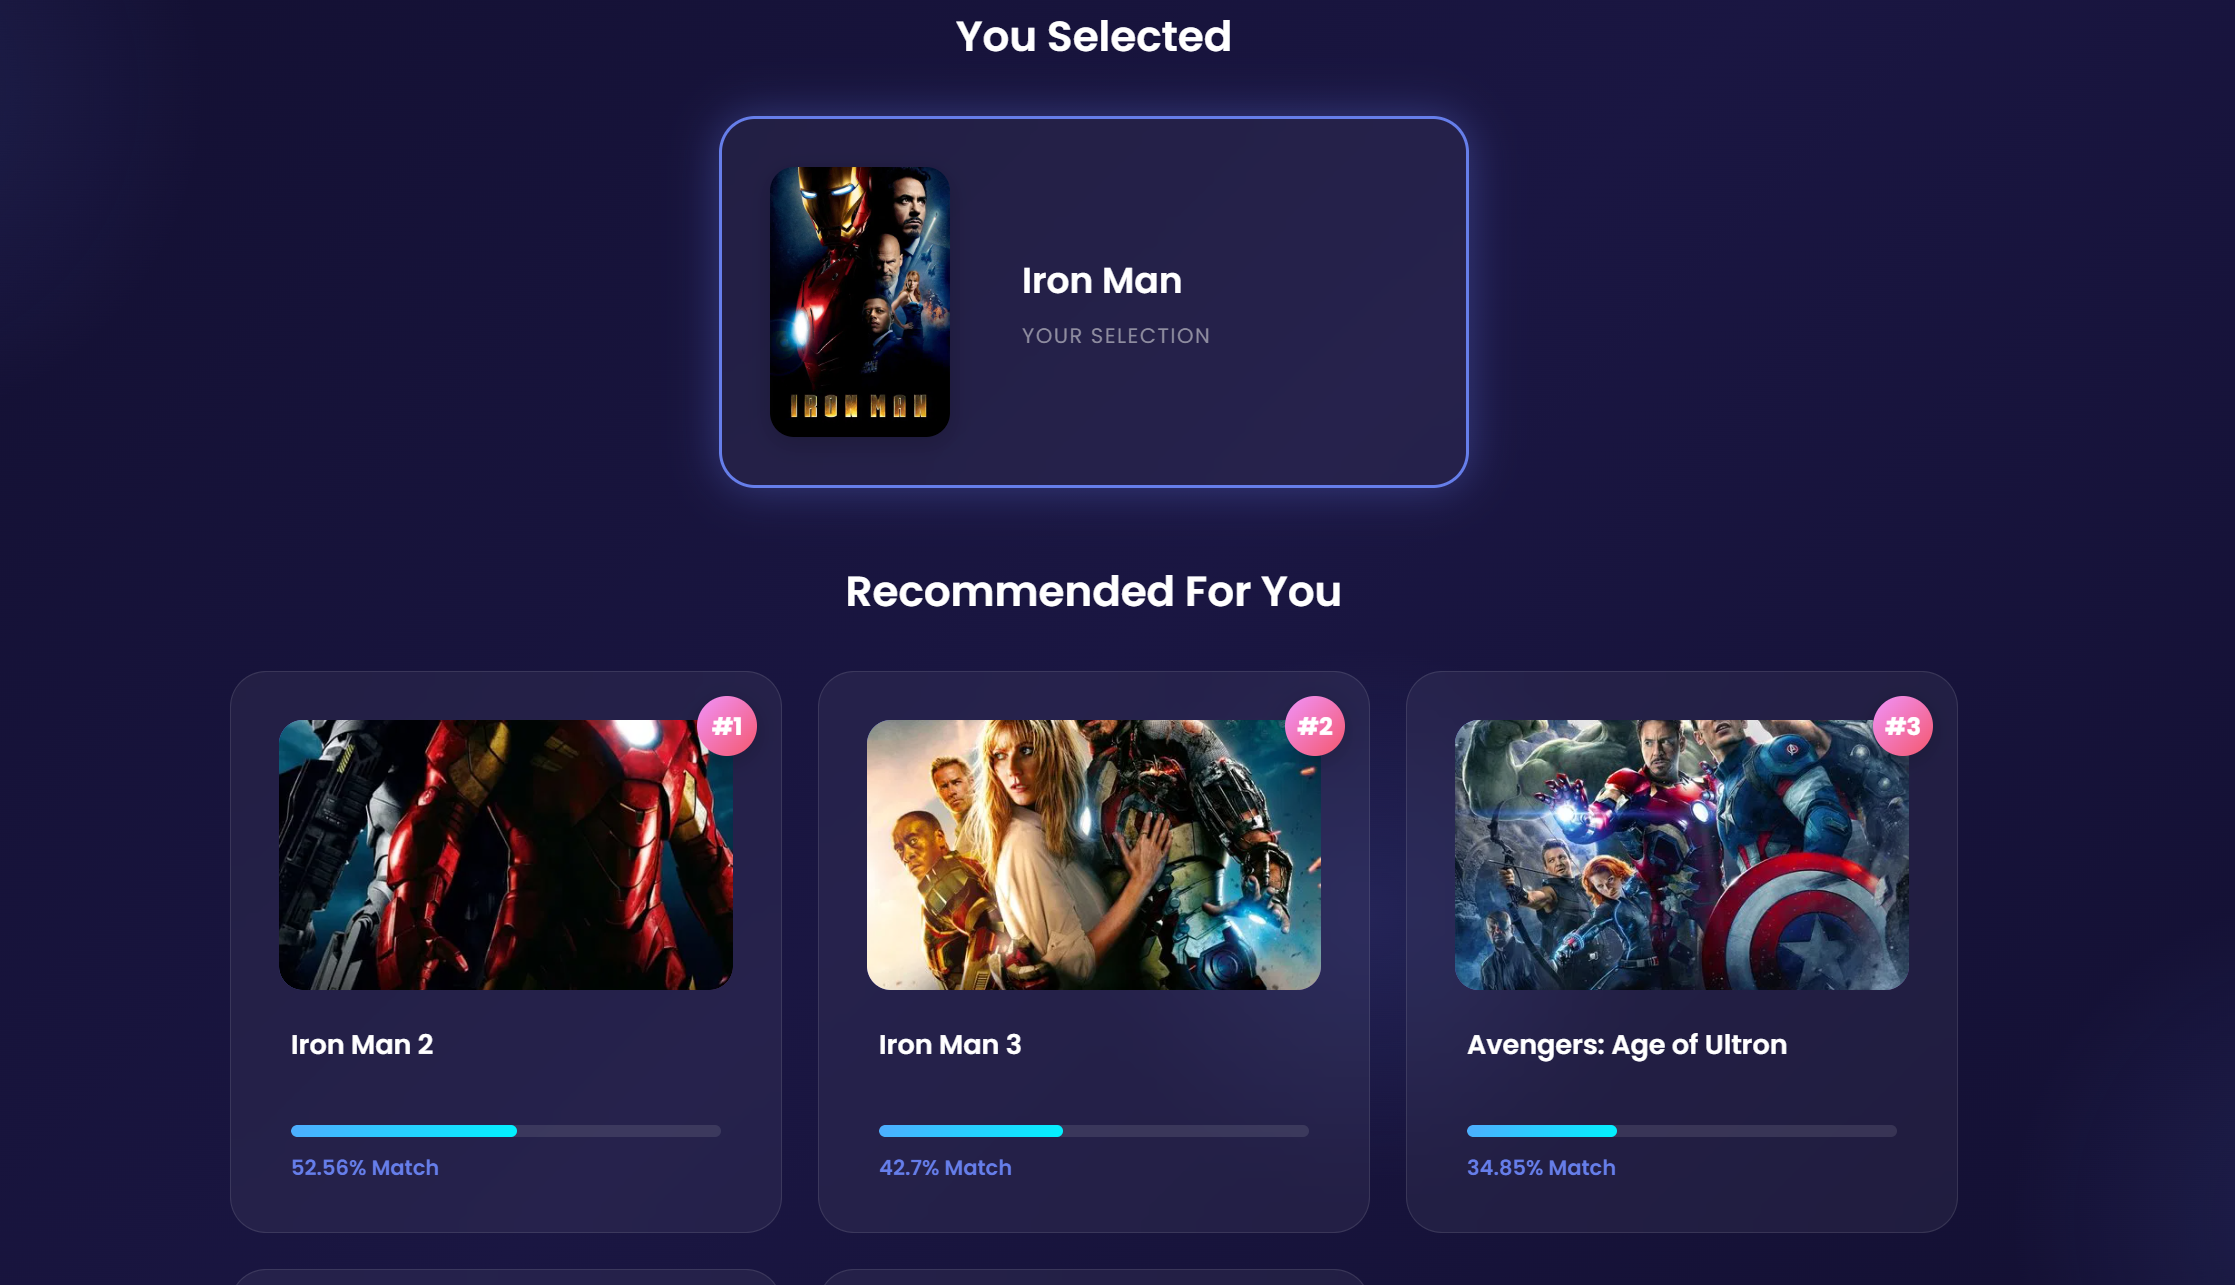 You Selected
IRON MAN
Iron Man
YOUR SELECTION
Recommended For You
#1
#2
#3
Iron Man 2
Iron Man 3
Avengers: Age of Ultron
52.56% Match
42.7% Match
34.85% Match